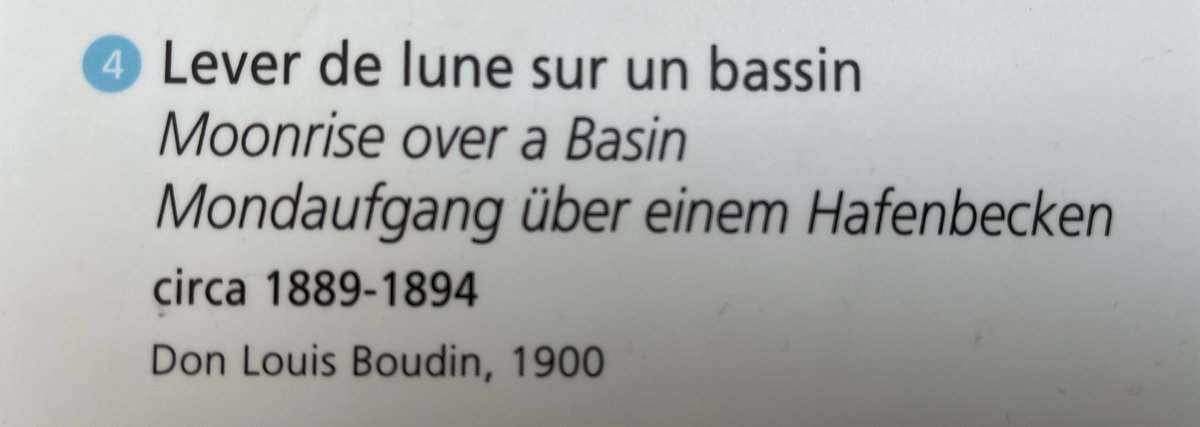 4 Lever de lune sur un bassin
Moonrise over a Basin
Mondaufgang über einem Hafenbecken
circa 1889-1894
Don Louis Boudin, 1900